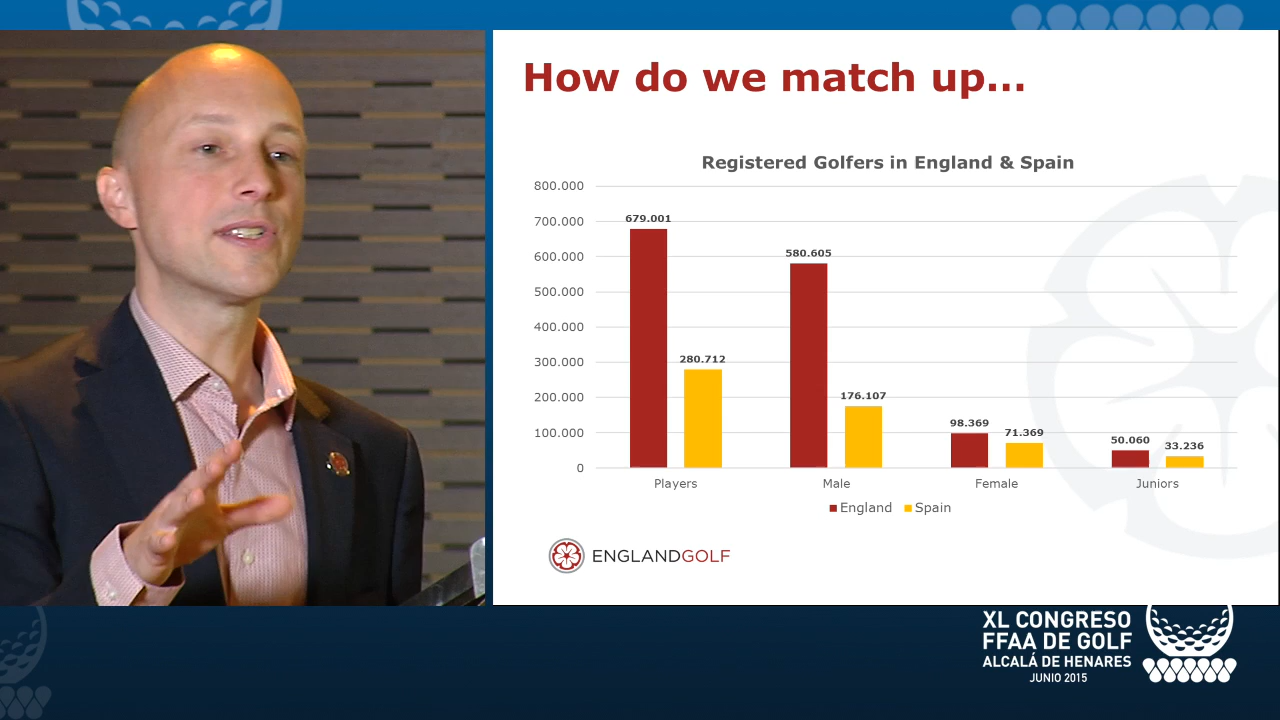 How do we match up...
Registered Golfers in England & Spain
800.000
700.000
600.000
500.000
400.000
300.000
200.000
100.000
0
679.001
280.712
580.605
176.107
98.369
71.369
50.060
33.236
Players
Male
Female
Juniors
England
Spain
ENGLANDGOLF
XL CONGRESO
FFAA DE GOLF
ALCALÁ DE HENARES
JUNIO 2015